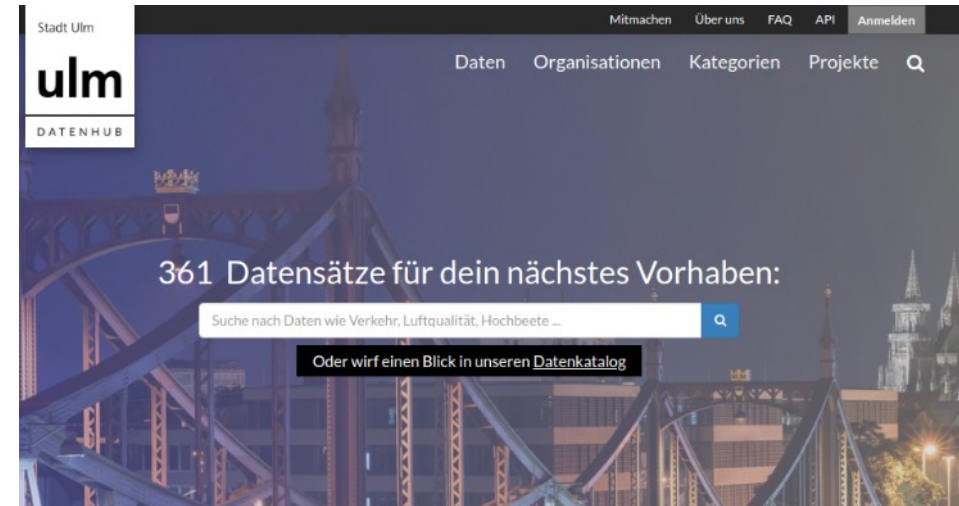 Stadt Ulm
ulm
DATENHUB
Mitmachen Über uns FAQ API Anmelden
Daten Organisationen Kategorien Projekte
361 Datensätze für dein nächstes Vorhaben:
Suche nach Daten wie Verkehr, Luftqualität, Hochbeete ...
Oder wirf einen Blick in unseren Datenkatalog